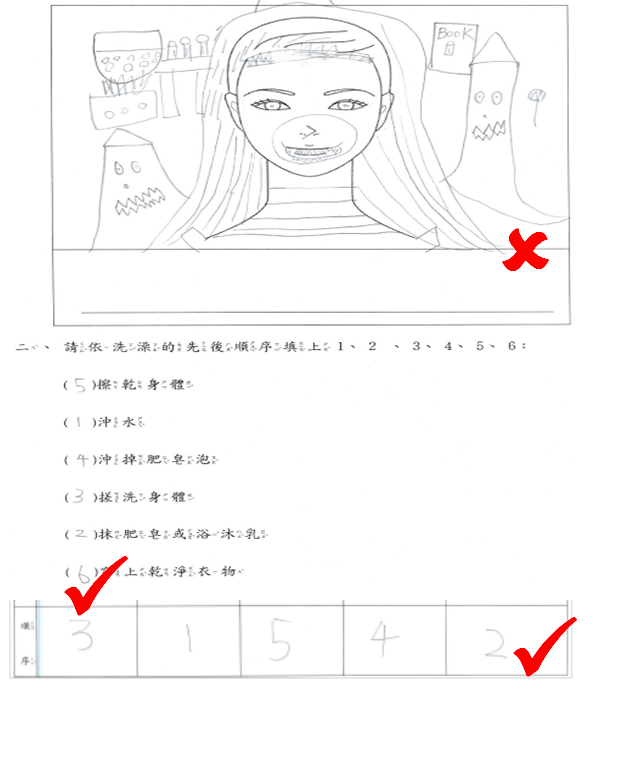 BOOK
二、 請依洗澡的先後順序填上 1、 2 、 3、 4、 5、 6：
( 5 )擦乾身體
( 1 )沖水
( 4 )沖掉肥皂泡
( 3 )搓洗身體
( 2 )抹肥皂或浴沐乳
( 6 )穿上乾淨衣物
順序 3 1 5 4 2